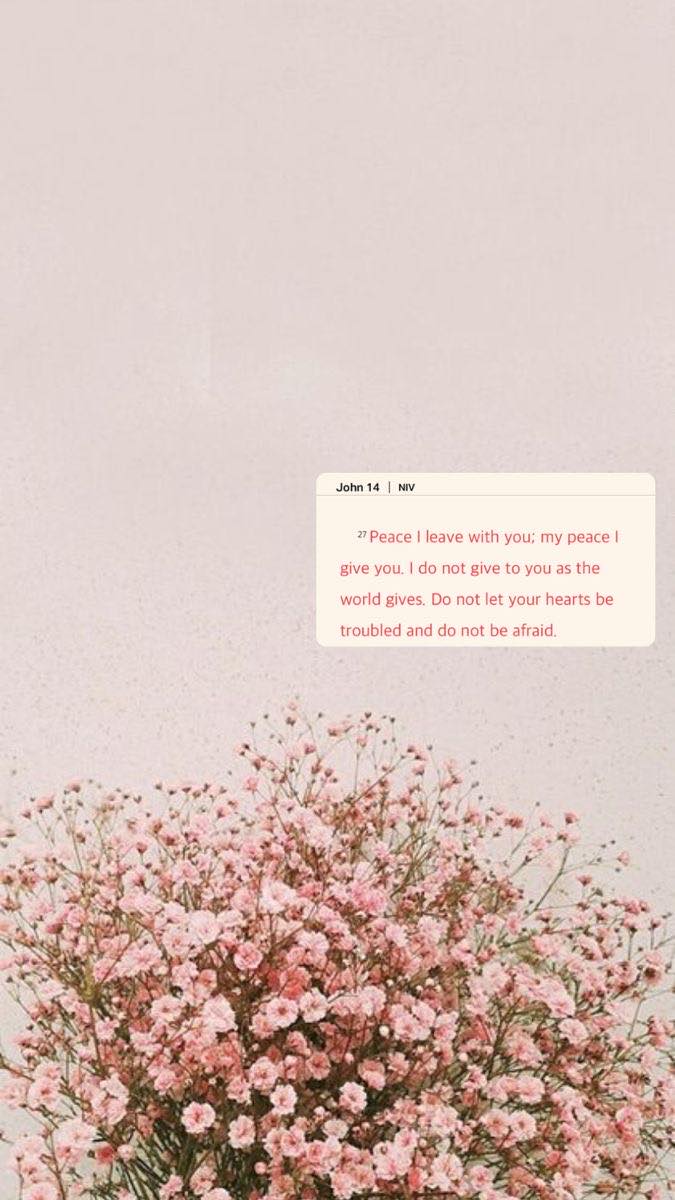 John 14 | NIV
27 Peace I leave with you; my peace I
give you. I do not give to you as the
world gives. Do not let your hearts be
troubled and do not be afraid.